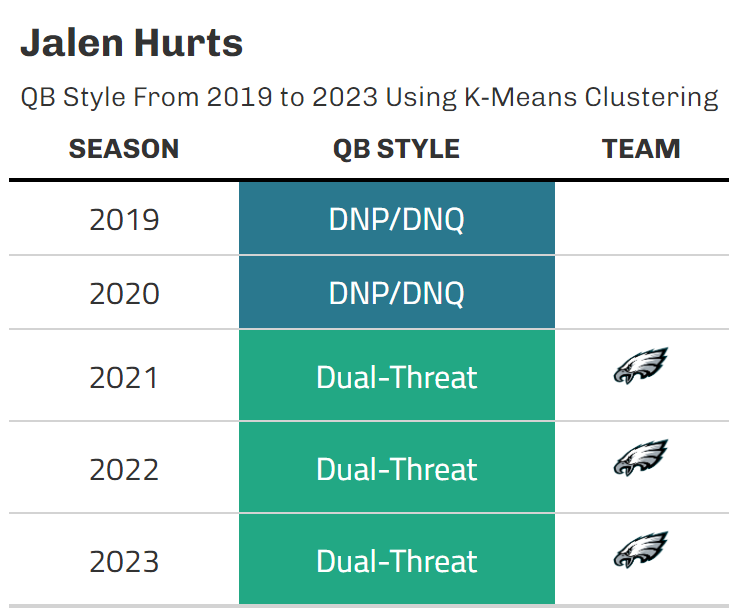 Jalen Hurts
QB Style From 2019 to 2023 Using K-Means Clustering
SEASON QB STYLE TEAM
2019 DNP/DNQ
2020 DNP/DNQ
2021 Dual-Threat
2022 Dual-Threat
2023 Dual-Threat